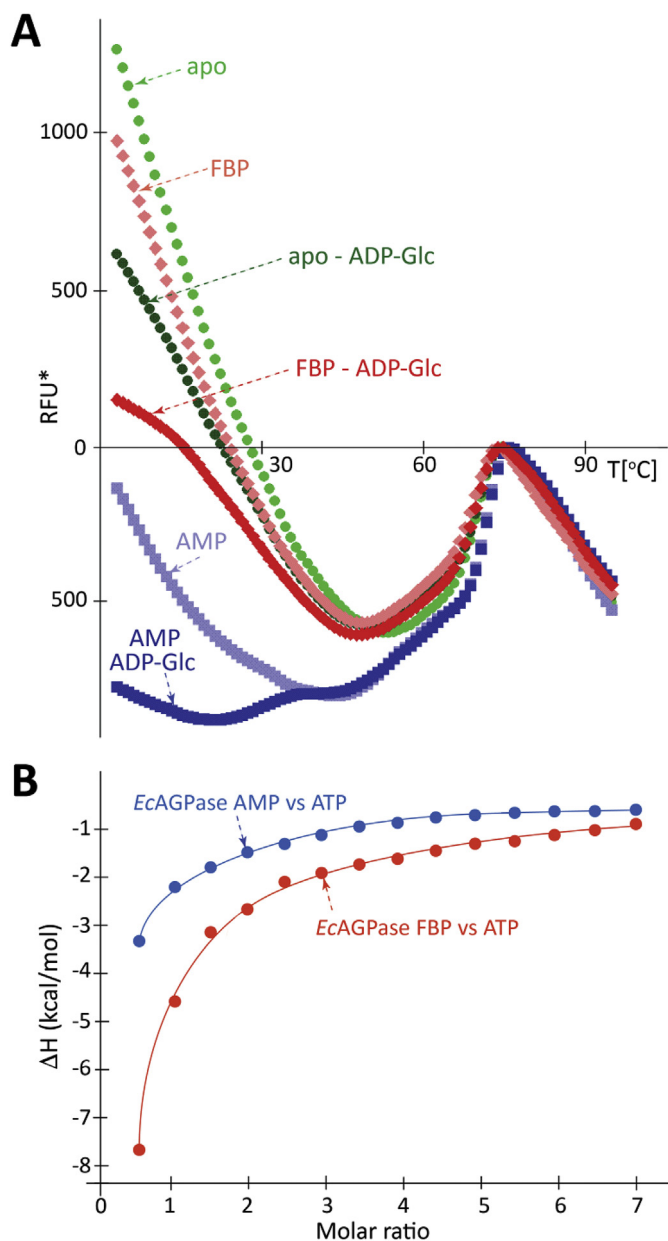 A
apo
1000
FBP
apo - ADP-Glc
500
FBP - ADP-Glc
RFU*
0
30
60
90
T[°C]
AMP
500
AMP
ADP-Glc
B
EcAGPase AMP vs ATP
-1
-2
-3
EcAGPase FBP vs ATP
-4
ΔH (kcal/mol)
-5
-6
-7
-8
0 1 2 3 4 5 6 7
Molar ratio